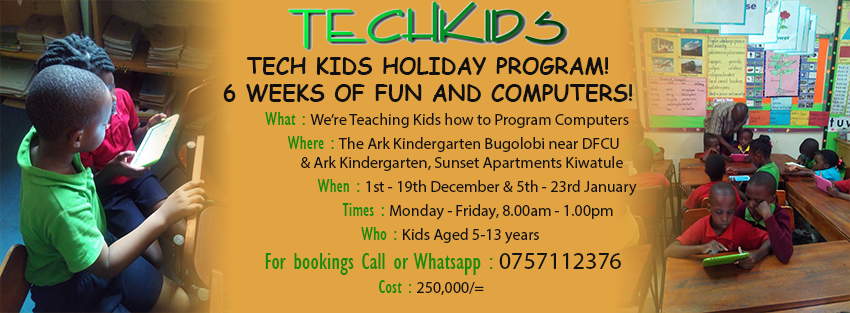 TECHKIDS
TECH KIDS HOLIDAY PROGRAM!
6 WEEKS OF FUN AND COMPUTERS!
What : We're Teaching Kids how to Program Computers
Where : The Ark Kindergarten Bugolobi near DFCU
& Ark Kindergarten, Sunset Apartments Kiwatule
When : 1st - 19th December & 5th - 23rd January
Times : Monday - Friday, 8.00am - 1.00pm
Who : Kids Aged 5-13 years
For bookings Call or Whatsapp : 0757112376
Cost : 250,000/=